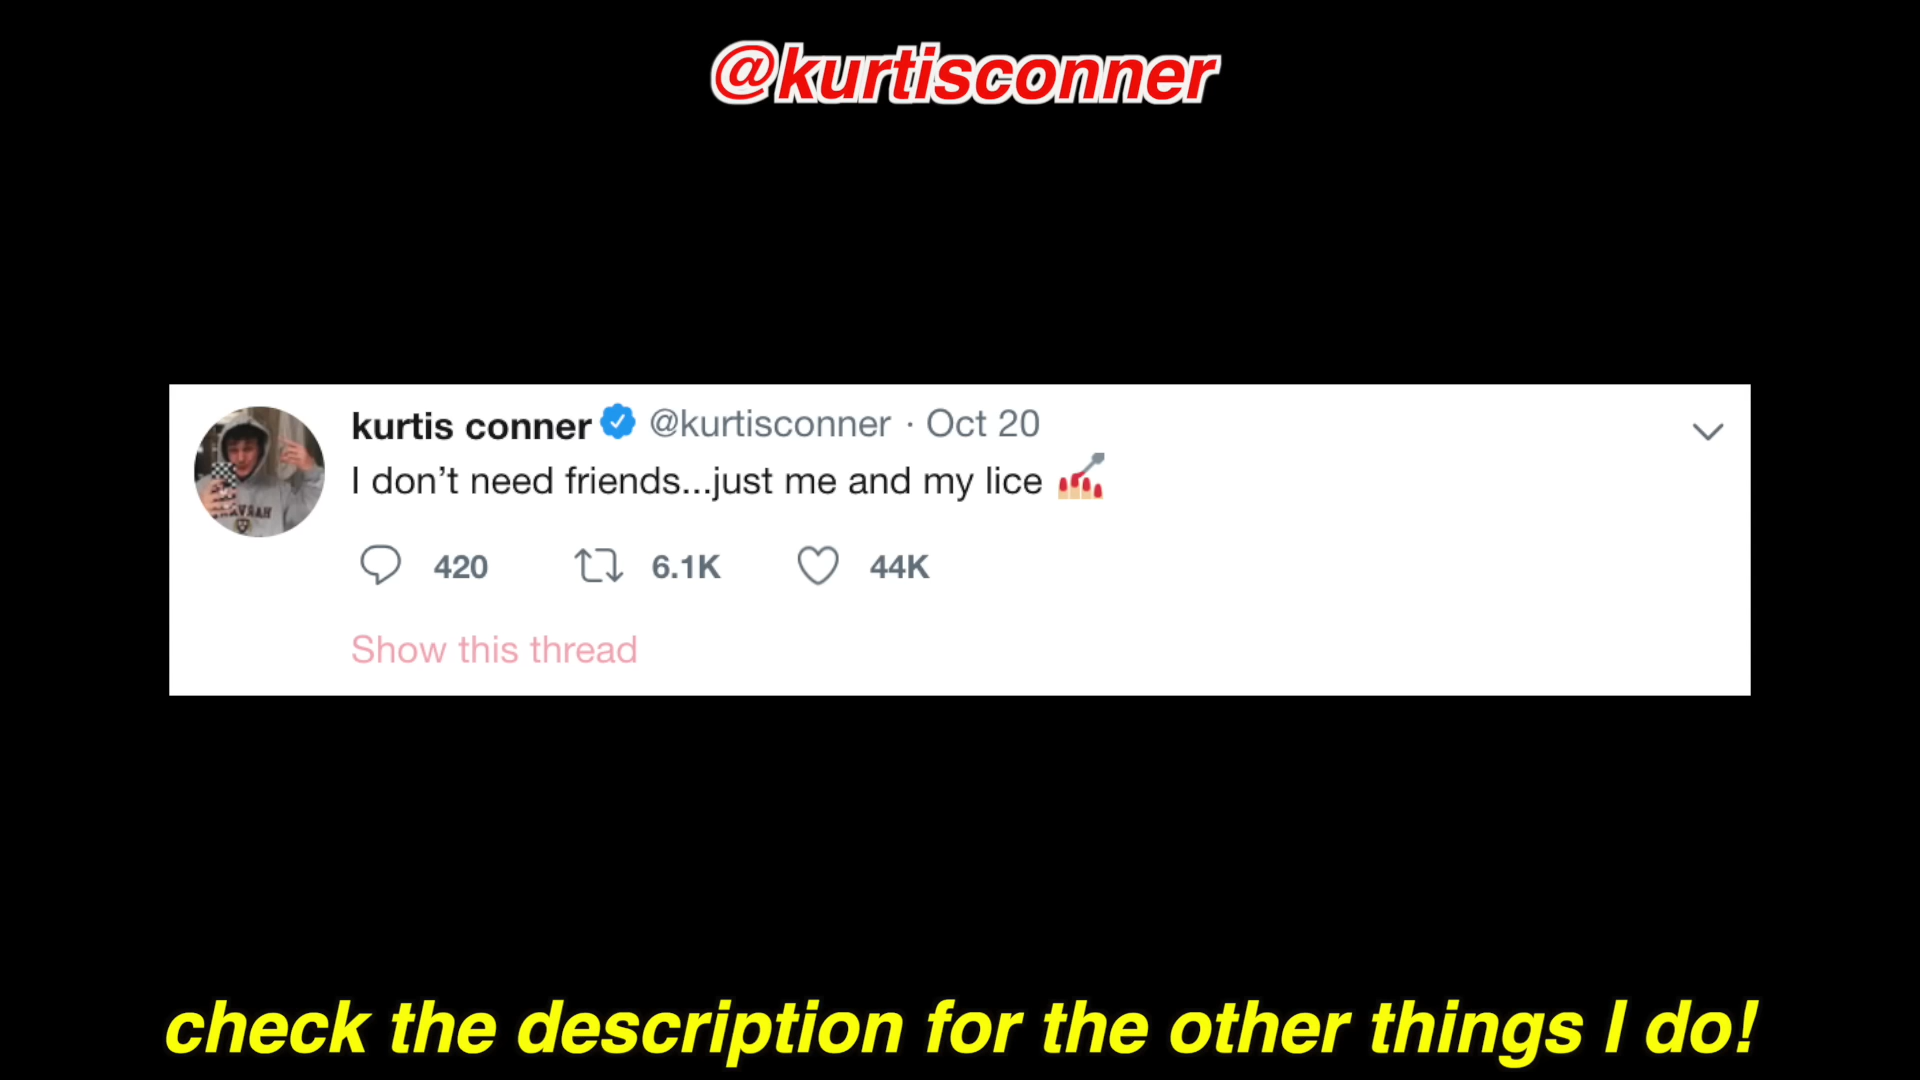 @kurtisconner
kurtis conner @kurtisconner · Oct 20
I don’t need friends...just me and my lice 💅
420 6.1K 44K
Show this thread
check the description for the other things I do!